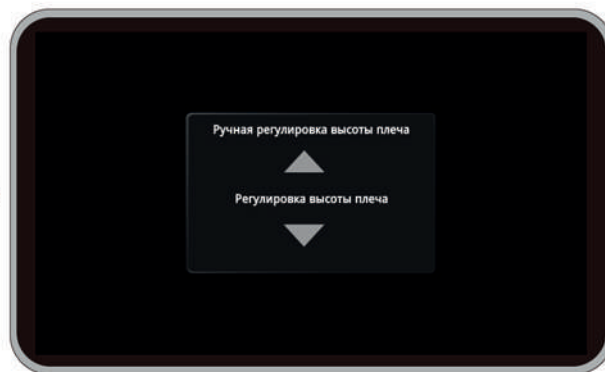 Ручная регулировка высоты плеча
Регулировка высоты плеча